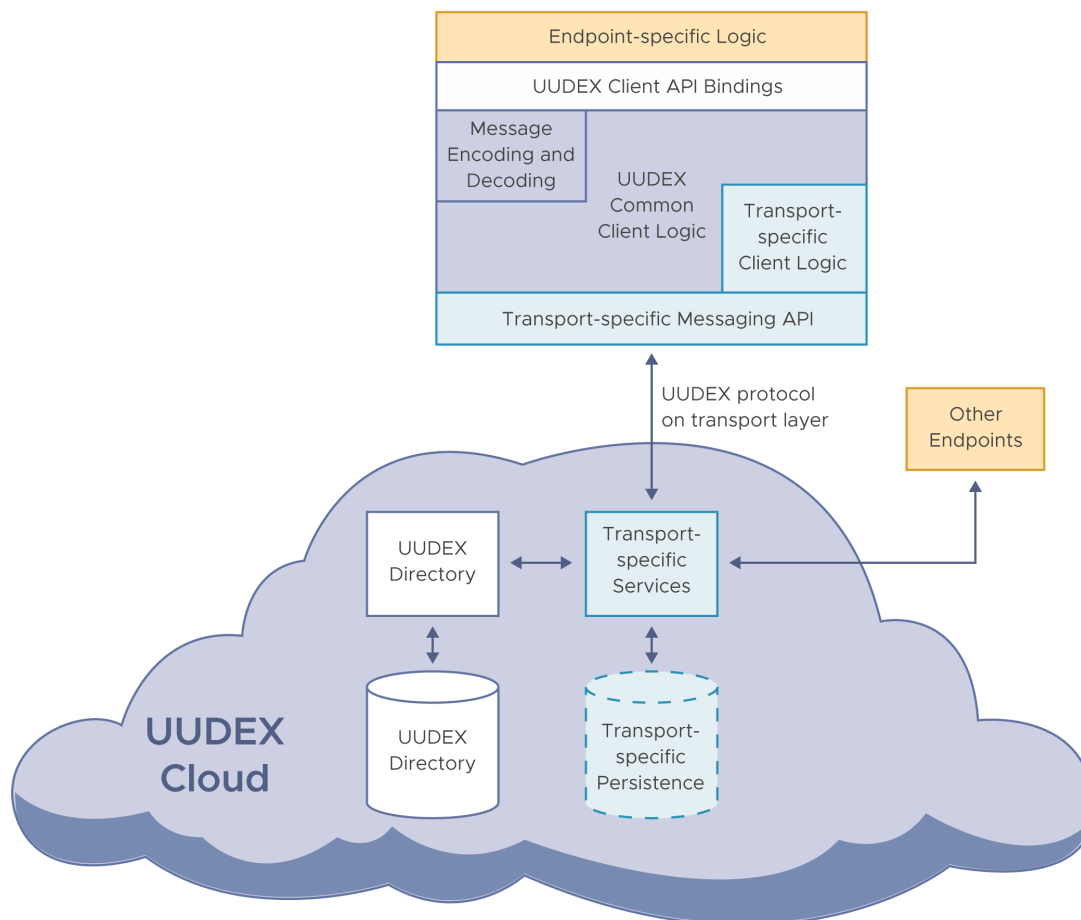 Endpoint-specific Logic
UUDEX Client API Bindings
Message
Encoding and
Decoding
UUDEX
Common
Client Logic
Transport-
specific
Client Logic
Transport-specific Messaging API
UUDEX protocol
on transport layer
Other
Endpoints
UUDEX
Directory
Transport-
specific
Services
UUDEX
Cloud
UUDEX
Directory
Transport-
specific
Persistence